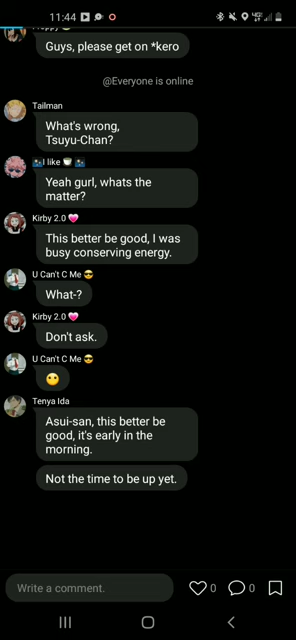 11:44
Guys, please get on *kero
@Everyone is online
Tailman
What's wrong,
Tsuyu-Chan?
I like
Yeah gurl, whats the
matter?
Kirby 2.0 💗
This better be good, I was
busy conserving energy.
U Can't C Me 😎
What-?
Kirby 2.0 💗
Don't ask.
U Can't C Me 😎
😶
Tenya Ida
Asui-san, this better be
good, it's early in the
morning.
Not the time to be up yet.
Write a comment.
0
0